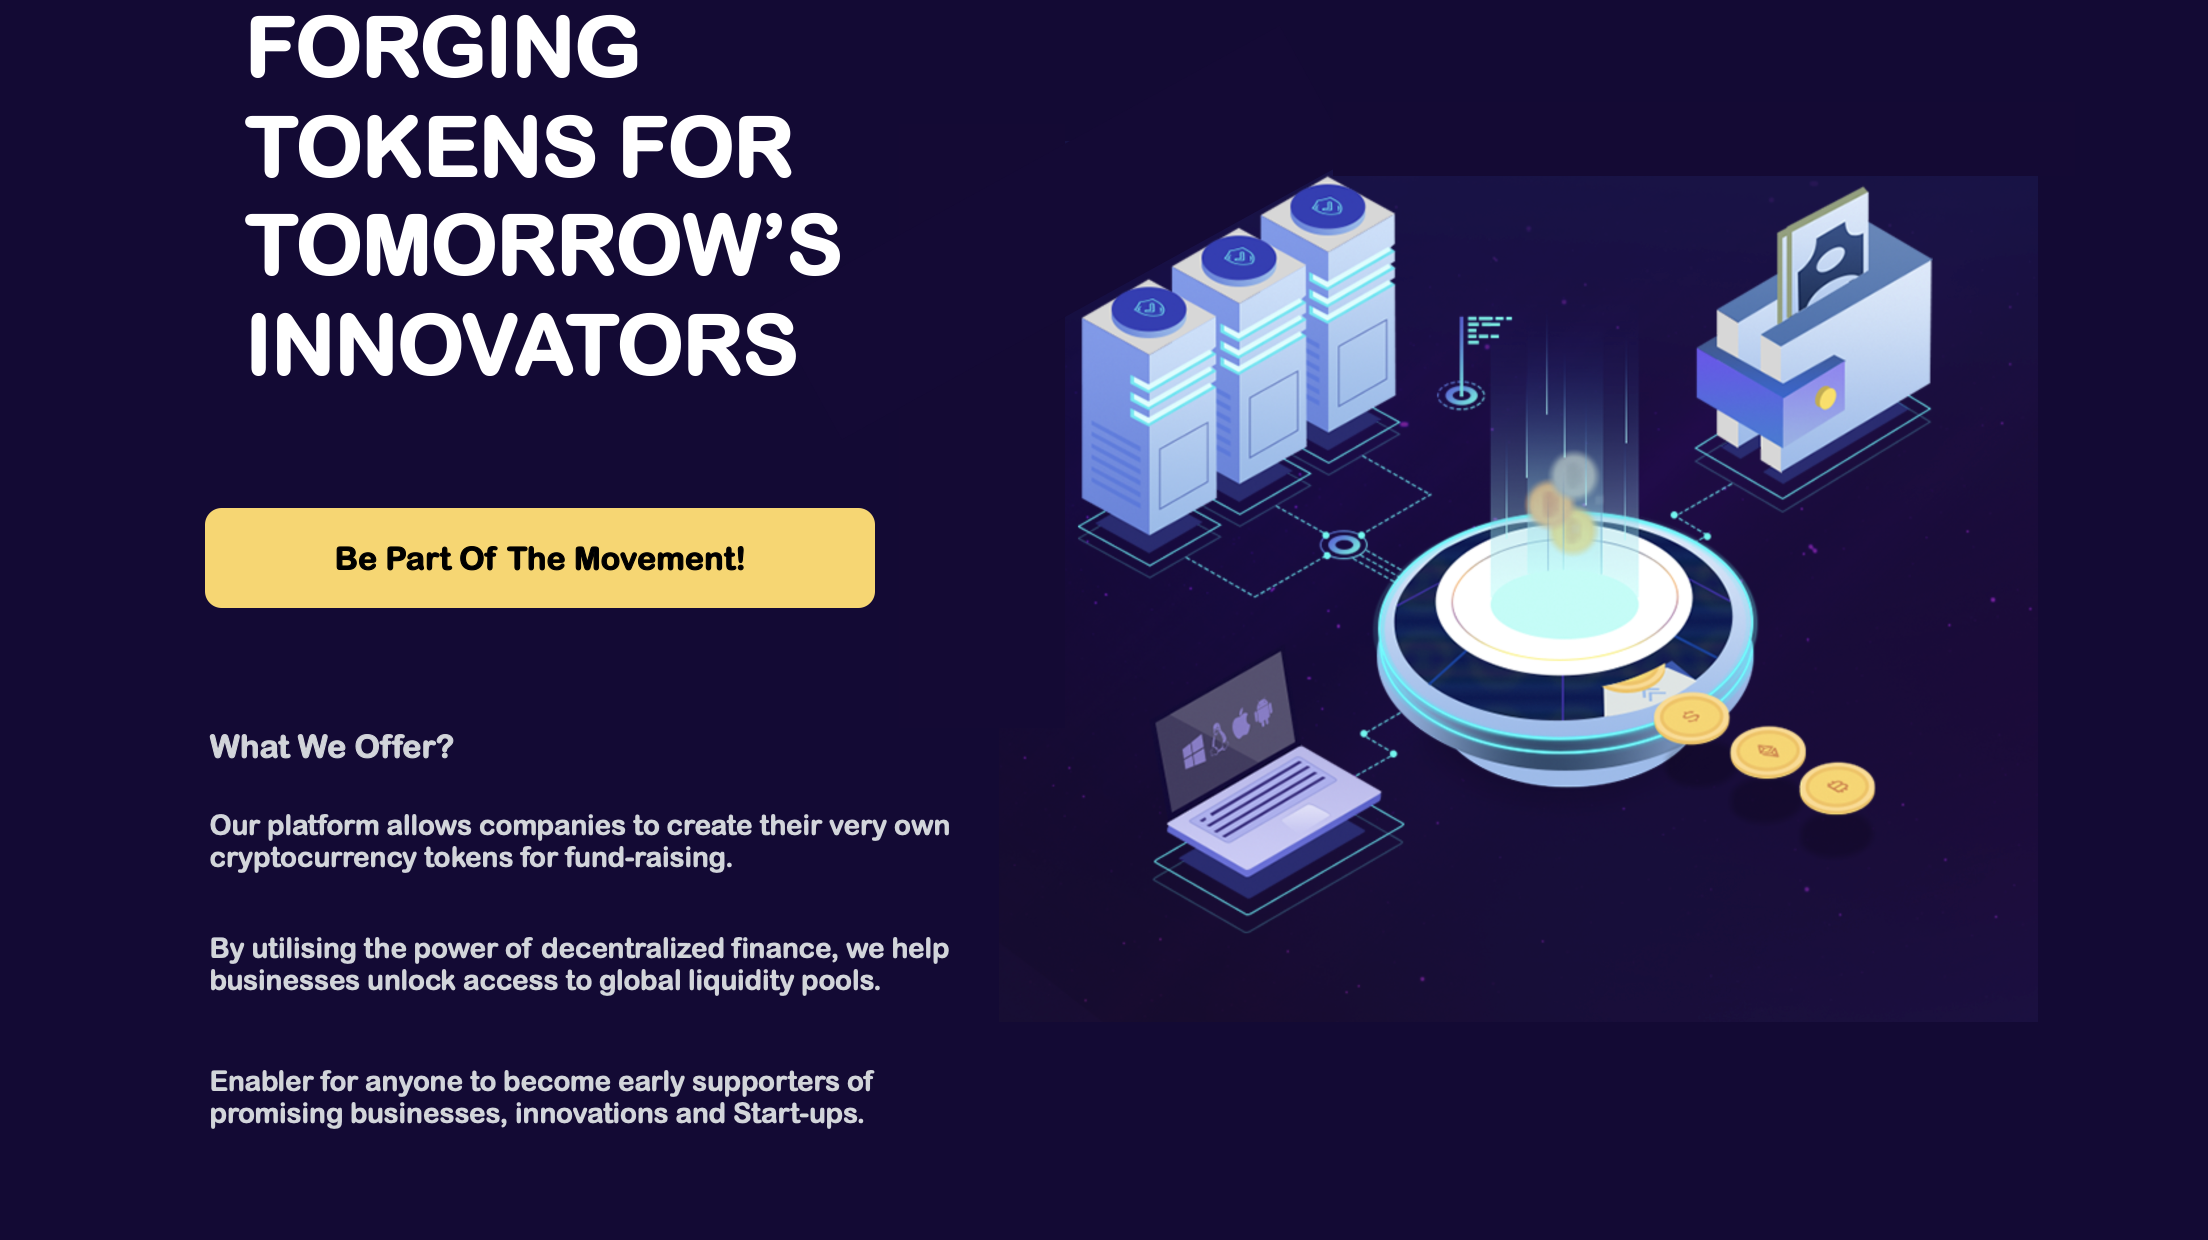 FORGING
TOKENS FOR
TOMORROW’S
INNOVATORS
Be Part Of The Movement!
What We Offer?
Our platform allows companies to create their very own
cryptocurrency tokens for fund-raising.
By utilising the power of decentralized finance, we help
businesses unlock access to global liquidity pools.
Enabler for anyone to become early supporters of
promising businesses, innovations and Start-ups.